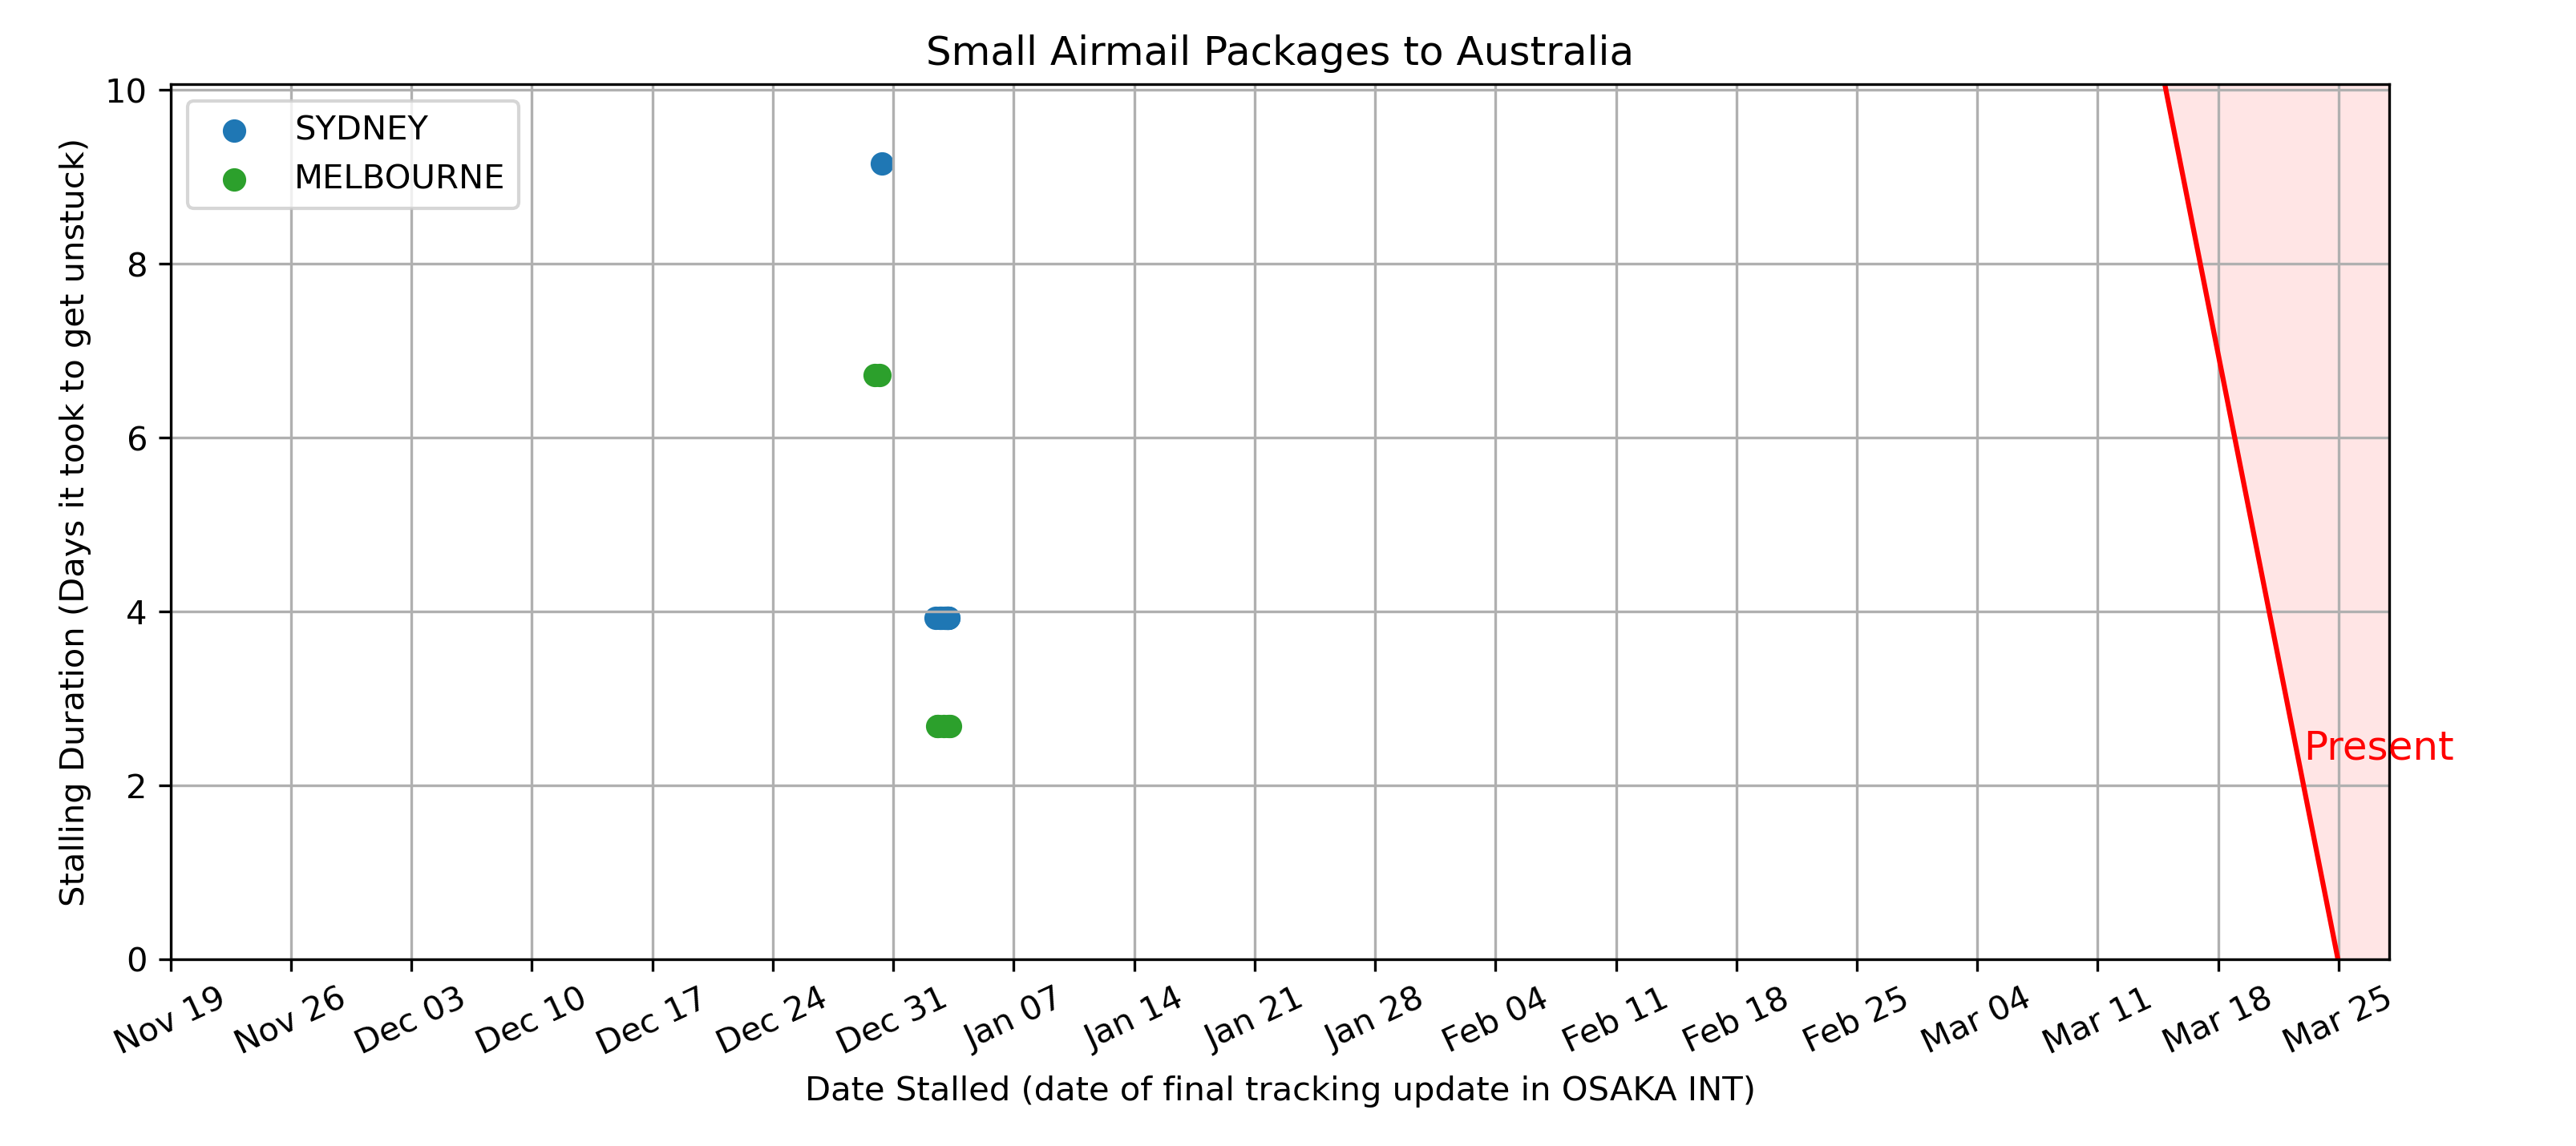 Small Airmail Packages to Australia
SYDNEY
MELBOURNE
Stalling Duration (Days it took to get unstuck)
10
8
6
4
2
0
Present
Nov 19
Nov 26
Dec 03
Dec 10
Dec 17
Dec 24
Dec 31
Jan 07
Jan 14
Jan 21
Jan 28
Feb 04
Feb 11
Feb 18
Feb 25
Mar 04
Mar 11
Mar 18
Mar 25
Date Stalled (date of final tracking update in OSAKA INT)